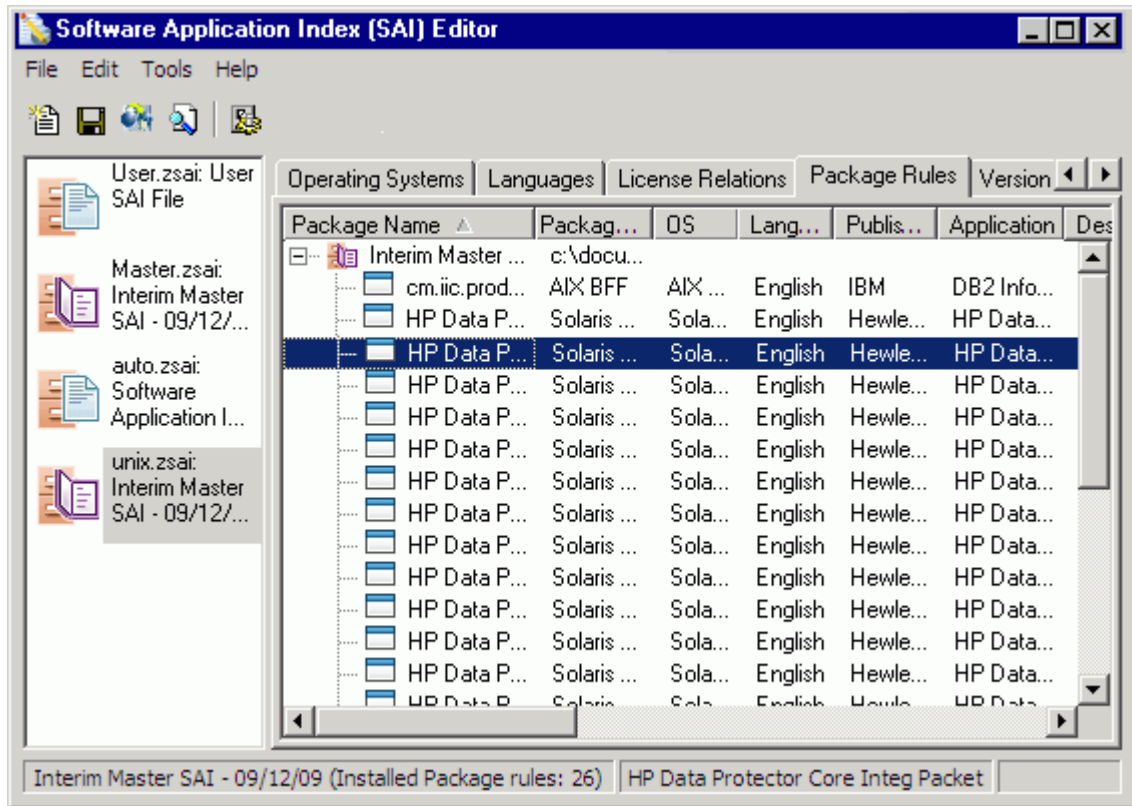 Software Application Index (SAI) Editor
File Edit Tools Help
User.zsai: User
SAI File
Master.zsai:
Interim Master
SAI - 09/12/...
auto.zsai:
Software
Application I...
unix.zsai:
Interim Master
SAI - 09/12/...
Operating Systems Languages License Relations Package Rules Version
Package Name Packag... OS Lang... Publis... Application Des
Interim Master ... c:\docu...
cm.iic.prod... AIX BFF AIX ... English IBM DB2 Info...
HP Data P... Solaris ... Sola... English Hewle... HP Data...
HP Data P... Solaris ... Sola... English Hewle... HP Data...
HP Data P... Solaris ... Sola... English Hewle... HP Data...
HP Data P... Solaris ... Sola... English Hewle... HP Data...
HP Data P... Solaris ... Sola... English Hewle... HP Data...
HP Data P... Solaris ... Sola... English Hewle... HP Data...
HP Data P... Solaris ... Sola... English Hewle... HP Data...
HP Data P... Solaris ... Sola... English Hewle... HP Data...
HP Data P... Solaris ... Sola... English Hewle... HP Data...
HP Data P... Solaris ... Sola... English Hewle... HP Data...
HP Data P... Solaris ... Sola... English Hewle... HP Data...
HP Data P... Solaris ... Sola... English Hewle... HP Data...
HP Data P... Solaris ... Sola... English Hewle... HP Data...
Interim Master SAI - 09/12/09 (Installed Package rules: 26) HP Data Protector Core Integ Packet